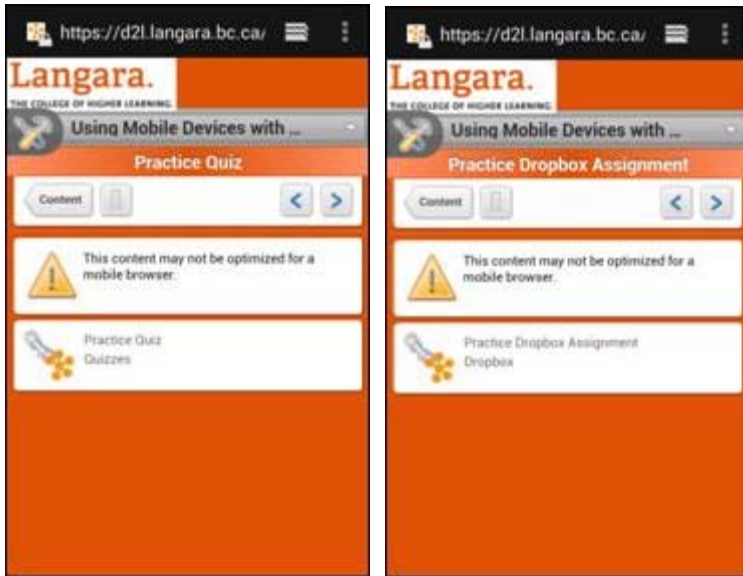 https://d2l.langara.bc.ca/
Langara.
THE COLLEGE OF HIGHER LEARNING.
Using Mobile Devices with ...
Practice Quiz
Content
This content may not be optimized for a
mobile browser.
Practice Quiz
Quizzes
https://d2l.langara.bc.ca/
Langara.
THE COLLEGE OF HIGHER LEARNING.
Using Mobile Devices with ...
Practice Dropbox Assignment
Content
This content may not be optimized for a
mobile browser.
Practice Dropbox Assignment
Dropbox